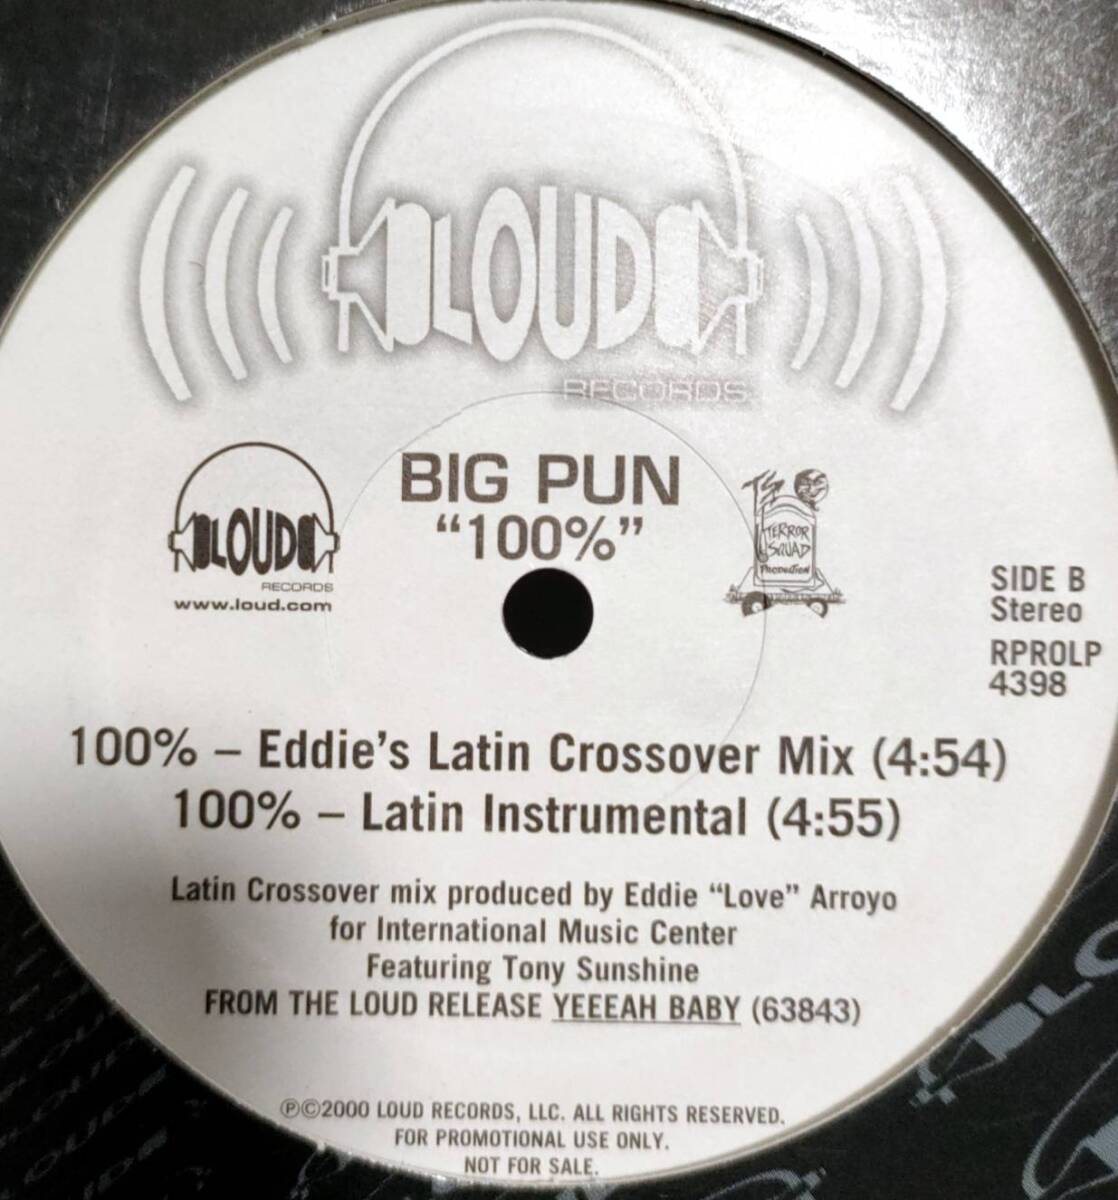 LOUD
RECORDS
LOUD
RECORDS
www.loud.com
BIG PUN
“100%”
TS
TERROR
SQUAD
PRODUCTION
SIDE B
Stereo
RPROLP
4398
100% – Eddie’s Latin Crossover Mix (4:54)
100% – Latin Instrumental (4:55)
Latin Crossover mix produced by Eddie “Love” Arroyo
for International Music Center
Featuring Tony Sunshine
FROM THE LOUD RELEASE YEEEAH BABY (63843)
℗©2000 LOUD RECORDS, LLC. ALL RIGHTS RESERVED.
FOR PROMOTIONAL USE ONLY.
NOT FOR SALE.